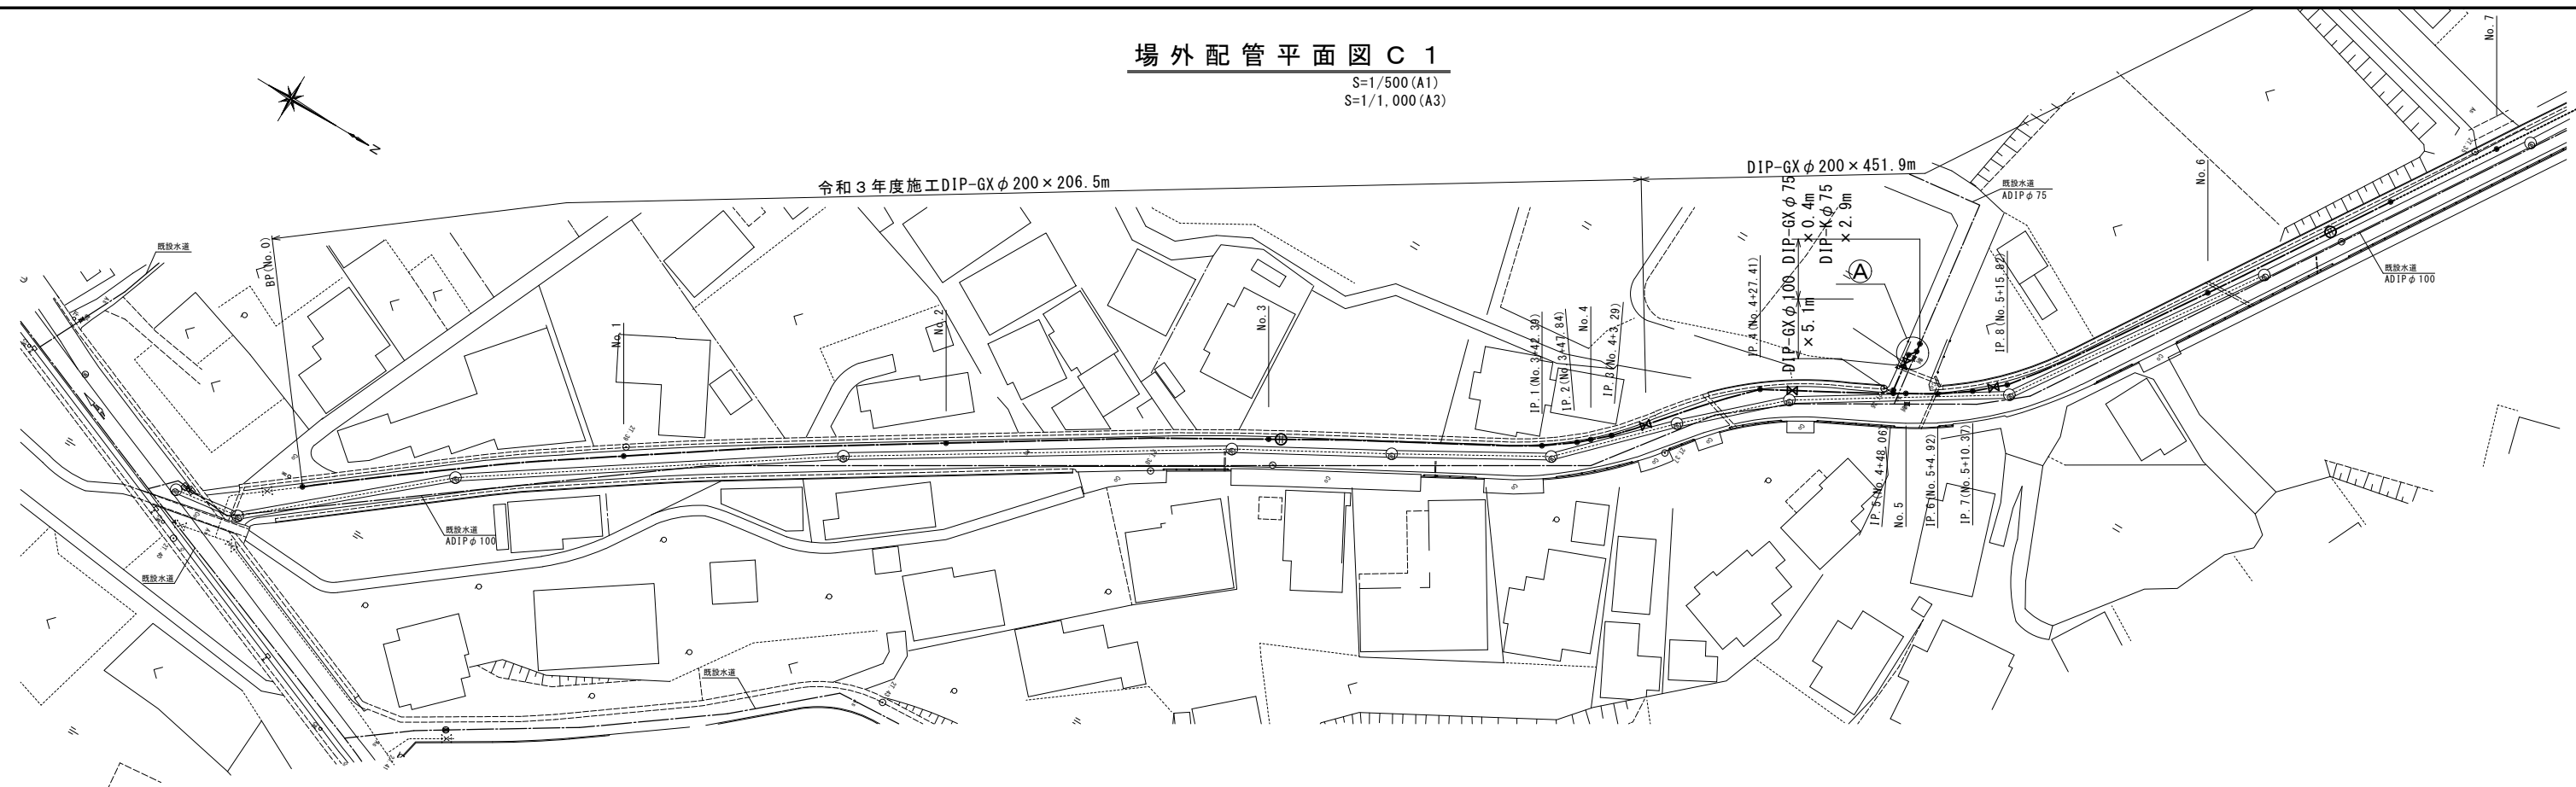 場外配管平面図Ｃ１
S=1/500(A1)
S=1/1,000(A3)
N
令和３年度施工DIP-GXφ200×206.5m
DIP-GXφ200×451.9m
DIP-GXφ75
×0.4m
DIP-Kφ75
×2.9m
DIP-GXφ100
×5.1m
A
既設水道
ADIPφ75
既設水道
ADIPφ100
既設水道
BP(No.0)
No.1
No.2
No.3
IP.1(No.3+42.39)
IP.2(No.3+47.84)
No.4
IP.3(No.4+3.29)
IP.4(No.4+27.41)
IP.5(No.4+48.06)
No.5
IP.6(No.5+4.92)
IP.7(No.5+10.37)
IP.8(No.5+15.82)
No.6
No.7
既設水道
ADIPφ100
既設水道
既設水道